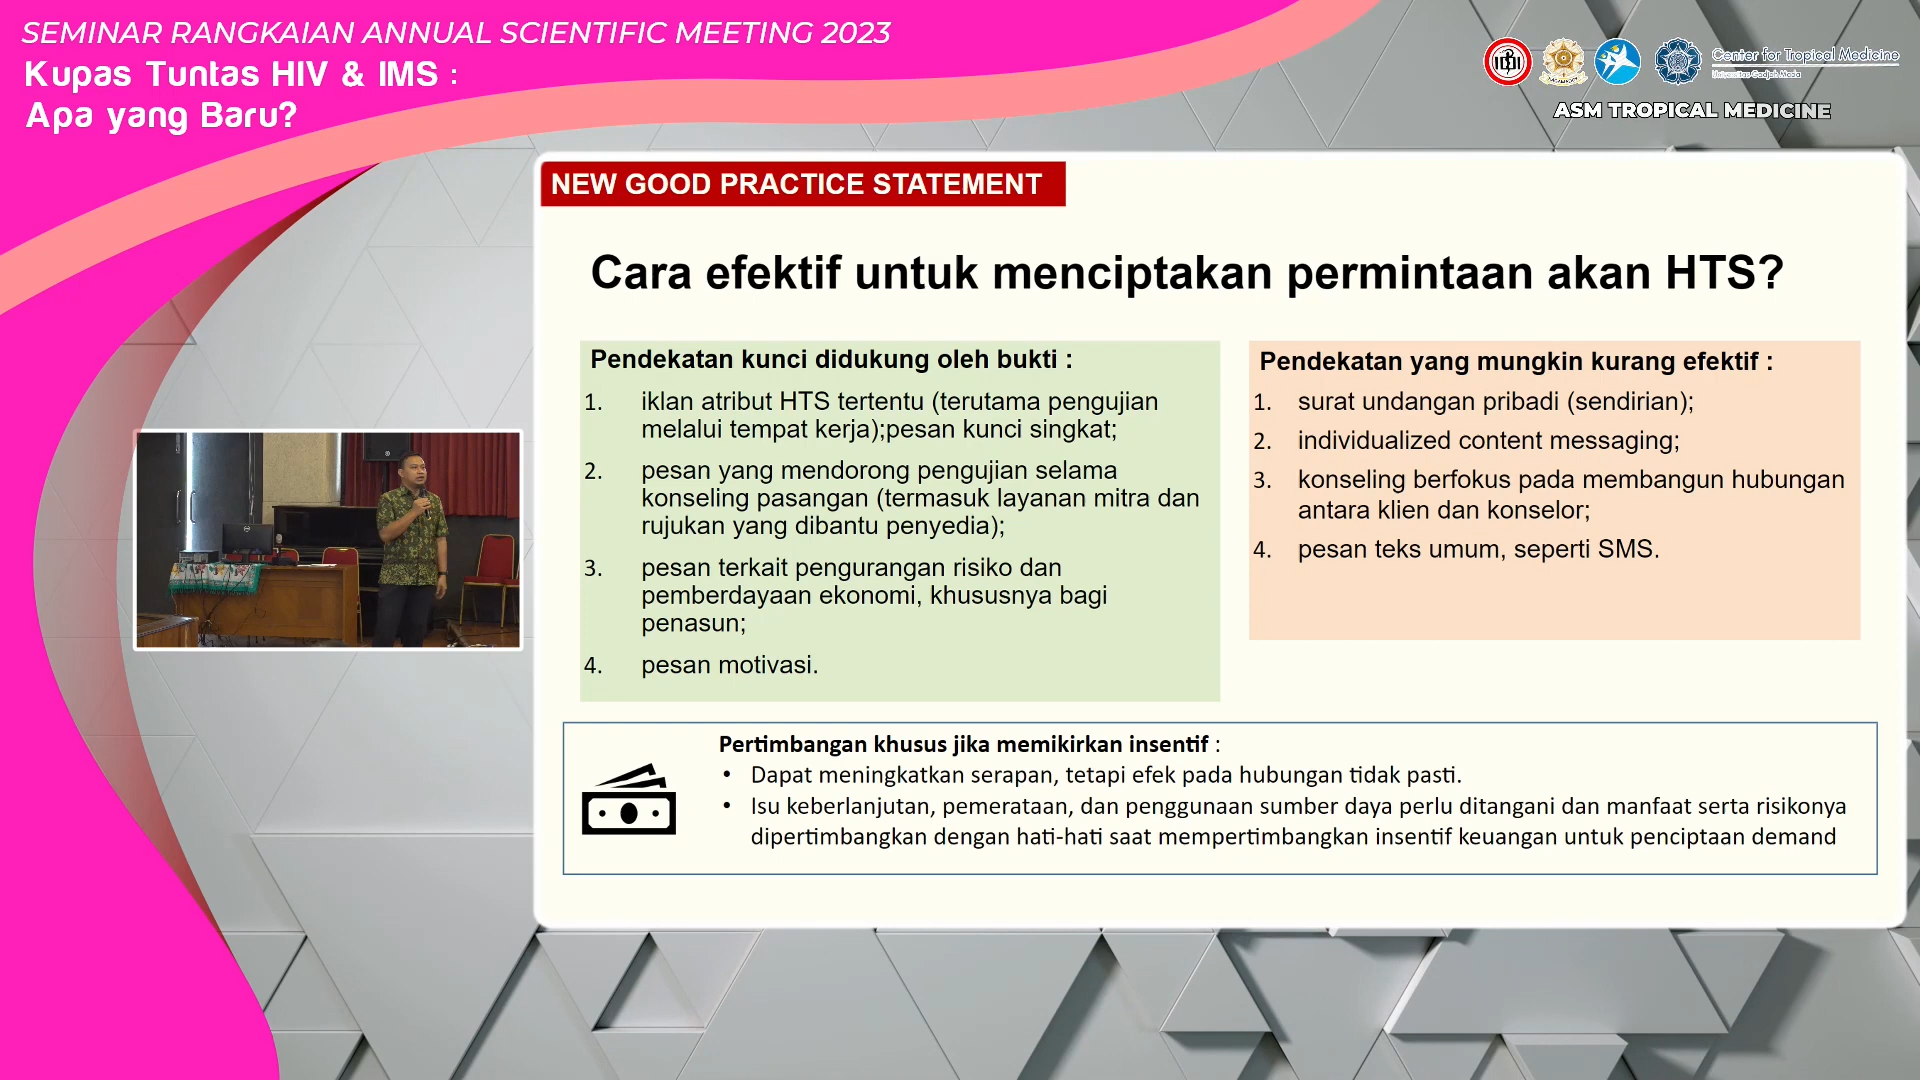 SEMINAR RANGKAIAN ANNUAL SCIENTIFIC MEETING 2023
Kupas Tuntas HIV & IMS :
Apa yang Baru?
Center for Tropical Medicine
Universitas Gadjah Mada
ASM TROPICAL MEDICINE
NEW GOOD PRACTICE STATEMENT
Cara efektif untuk menciptakan permintaan akan HTS?
Pendekatan kunci didukung oleh bukti :
1. iklan atribut HTS tertentu (terutama pengujian
melalui tempat kerja);pesan kunci singkat;
2. pesan yang mendorong pengujian selama
konseling pasangan (termasuk layanan mitra dan
rujukan yang dibantu penyedia);
3. pesan terkait pengurangan risiko dan
pemberdayaan ekonomi, khususnya bagi
penasun;
4. pesan motivasi.
Pendekatan yang mungkin kurang efektif :
1. surat undangan pribadi (sendirian);
2. individualized content messaging;
3. konseling berfokus pada membangun hubungan
antara klien dan konselor;
4. pesan teks umum, seperti SMS.
Pertimbangan khusus jika memikirkan insentif :
• Dapat meningkatkan serapan, tetapi efek pada hubungan tidak pasti.
• Isu keberlanjutan, pemerataan, dan penggunaan sumber daya perlu ditangani dan manfaat serta risikonya
dipertimbangkan dengan hati-hati saat mempertimbangkan insentif keuangan untuk penciptaan demand